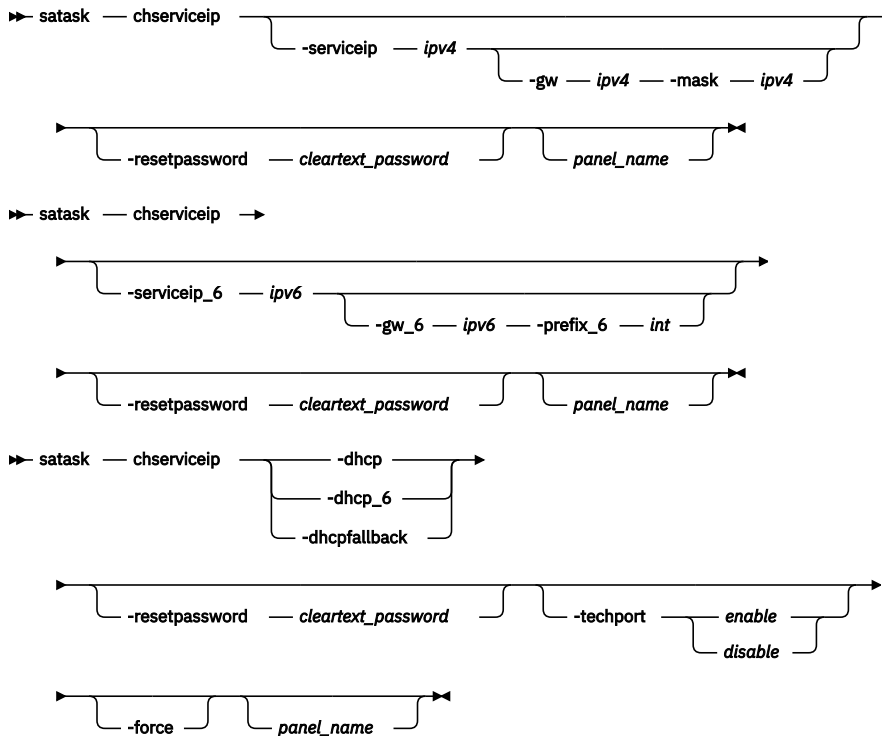 satask chserviceip
-serviceip ipv4
-gw ipv4 -mask ipv4
-resetpassword cleartext_password panel_name
satask chserviceip
-serviceip_6 ipv6
-gw_6 ipv6 -prefix_6 int
-resetpassword cleartext_password panel_name
satask chserviceip -dhcp
-dhcp_6
-dhcpfallback
-resetpassword cleartext_password -techport enable
disable
-force panel_name